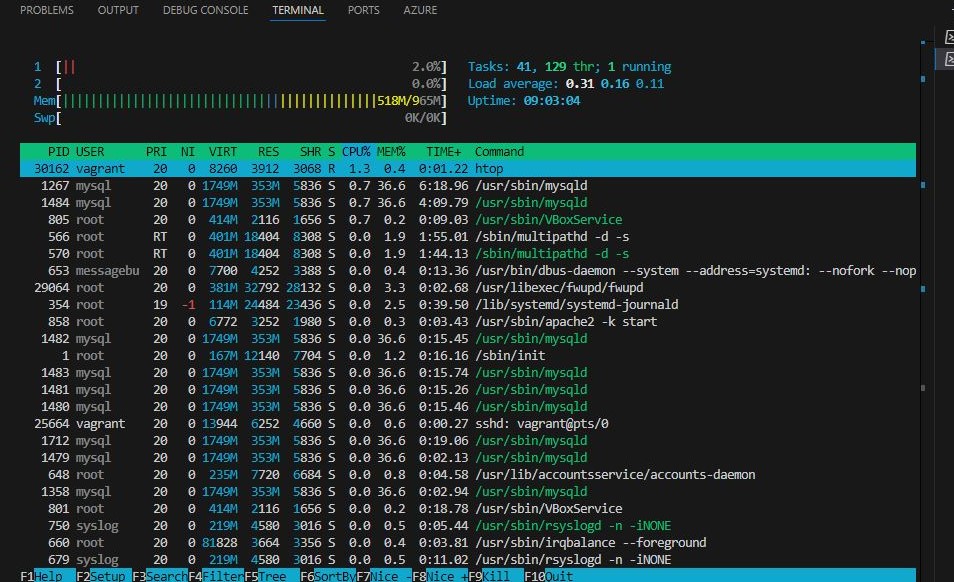 PROBLEMS OUTPUT DEBUG CONSOLE TERMINAL PORTS AZURE
1 [|| 2.0%] Tasks: 41, 129 thr; 1 running
2 [ 0.0%] Load average: 0.31 0.16 0.11
Mem[||||||||||||||||||||||||||||||||||||||||||||518M/965M] Uptime: 09:03:04
Swp[ 0K/0K]
PID USER PRI NI VIRT RES SHR S CPU% MEM% TIME+ Command
30162 vagrant 20 0 8260 3912 3068 R 1.3 0.4 0:01.22 htop
1267 mysql 20 0 1749M 353M 5836 S 0.7 36.6 6:18.96 /usr/sbin/mysqld
1484 mysql 20 0 1749M 353M 5836 S 0.7 36.6 4:09.79 /usr/sbin/mysqld
805 root 20 0 414M 2116 1656 S 0.7 0.2 0:09.03 /usr/sbin/VBoxService
566 root RT 0 401M 18404 8308 S 0.0 1.9 1:55.01 /sbin/multipathd -d -s
570 root RT 0 401M 18404 8308 S 0.0 1.9 1:44.13 /sbin/multipathd -d -s
653 messagebu 20 0 7700 4252 3388 S 0.0 0.4 0:13.36 /usr/bin/dbus-daemon --system --address=systemd: --nofork --nop
29064 root 20 0 381M 32792 28132 S 0.0 3.3 0:02.68 /usr/libexec/fwupd/fwupd
354 root 19 -1 114M 24484 23436 S 0.0 2.5 0:39.50 /lib/systemd/systemd-journald
858 root 20 0 6772 3252 1980 S 0.0 0.3 0:03.43 /usr/sbin/apache2 -k start
1482 mysql 20 0 1749M 353M 5836 S 0.0 36.6 0:15.45 /usr/sbin/mysqld
1 root 20 0 167M 12140 7704 S 0.0 1.2 0:16.16 /sbin/init
1483 mysql 20 0 1749M 353M 5836 S 0.0 36.6 0:15.74 /usr/sbin/mysqld
1481 mysql 20 0 1749M 353M 5836 S 0.0 36.6 0:15.26 /usr/sbin/mysqld
1480 mysql 20 0 1749M 353M 5836 S 0.0 36.6 0:15.46 /usr/sbin/mysqld
25664 vagrant 20 0 13944 6252 4660 S 0.0 0.6 0:00.27 sshd: vagrant@pts/0
1712 mysql 20 0 1749M 353M 5836 S 0.0 36.6 0:19.06 /usr/sbin/mysqld
1479 mysql 20 0 1749M 353M 5836 S 0.0 36.6 0:02.13 /usr/sbin/mysqld
648 root 20 0 235M 7720 6684 S 0.0 0.8 0:04.58 /usr/lib/accountsservice/accounts-daemon
1358 mysql 20 0 1749M 353M 5836 S 0.0 36.6 0:02.94 /usr/sbin/mysqld
801 root 20 0 414M 2116 1656 S 0.0 0.2 0:18.78 /usr/sbin/VBoxService
750 syslog 20 0 219M 4580 3016 S 0.0 0.5 0:05.44 /usr/sbin/rsyslogd -n -iNONE
660 root 20 0 81828 3664 3356 S 0.0 0.4 0:03.81 /usr/sbin/irqbalance --foreground
679 syslog 20 0 219M 4580 3016 S 0.0 0.5 0:11.02 /usr/sbin/rsyslogd -n -iNONE
F1Help F2Setup F3SearchF4FilterF5Tree F6SortByF7Nice -F8Nice +F9Kill F10Quit